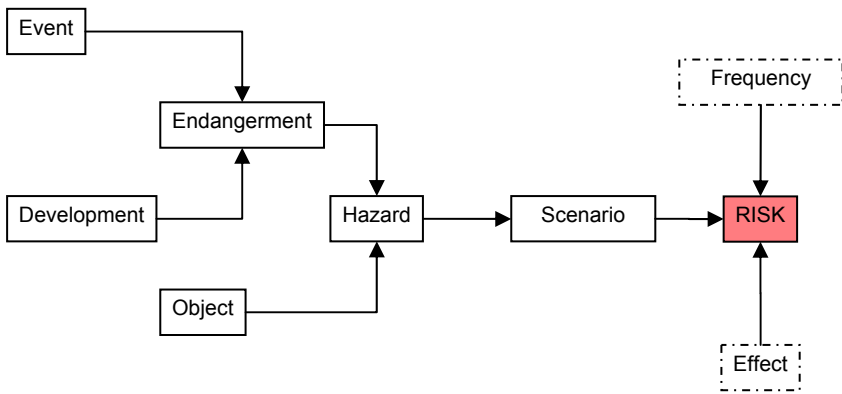 Event
Frequency
Endangerment
Development
Hazard
Scenario
RISK
Object
Effect